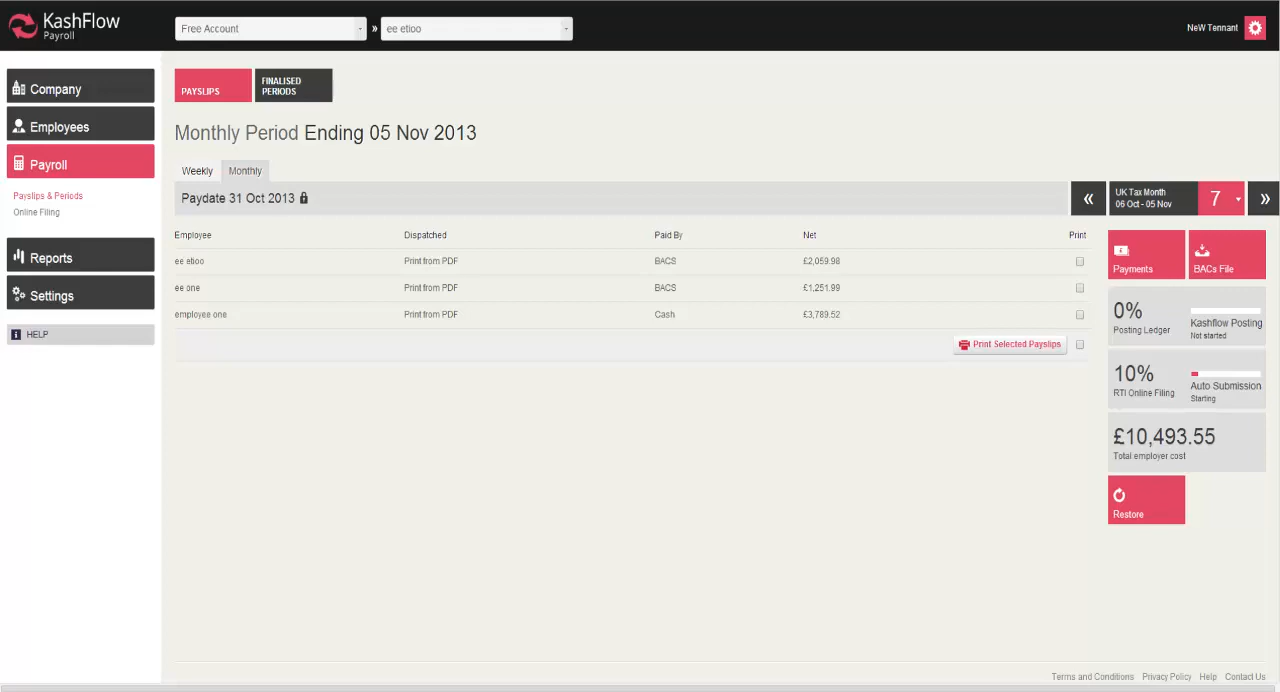 KashFlow
Payroll
Free Account » ee etioo
NeW Tennant
Company
Employees
Payroll
Payslips & Periods
Online Filing
Reports
Settings
HELP
PAYSLIPS
FINALISED
PERIODS
Monthly Period Ending 05 Nov 2013
Weekly Monthly
Paydate 31 Oct 2013
« UK Tax Month
06 Oct - 05 Nov
7 »
Employee Dispatched Paid By Net Print
ee etioo Print from PDF BACS £2,059.98
ee one Print from PDF BACS £1,251.99
employee one Print from PDF Cash £3,789.52
Print Selected Payslips
Payments
BACs File
0%
Posting Ledger
Kashflow Posting
Not started
10%
RTI Online Filing
Auto Submission
Starting
£10,493.55
Total employer cost
Restore
Terms and Conditions Privacy Policy Help Contact Us